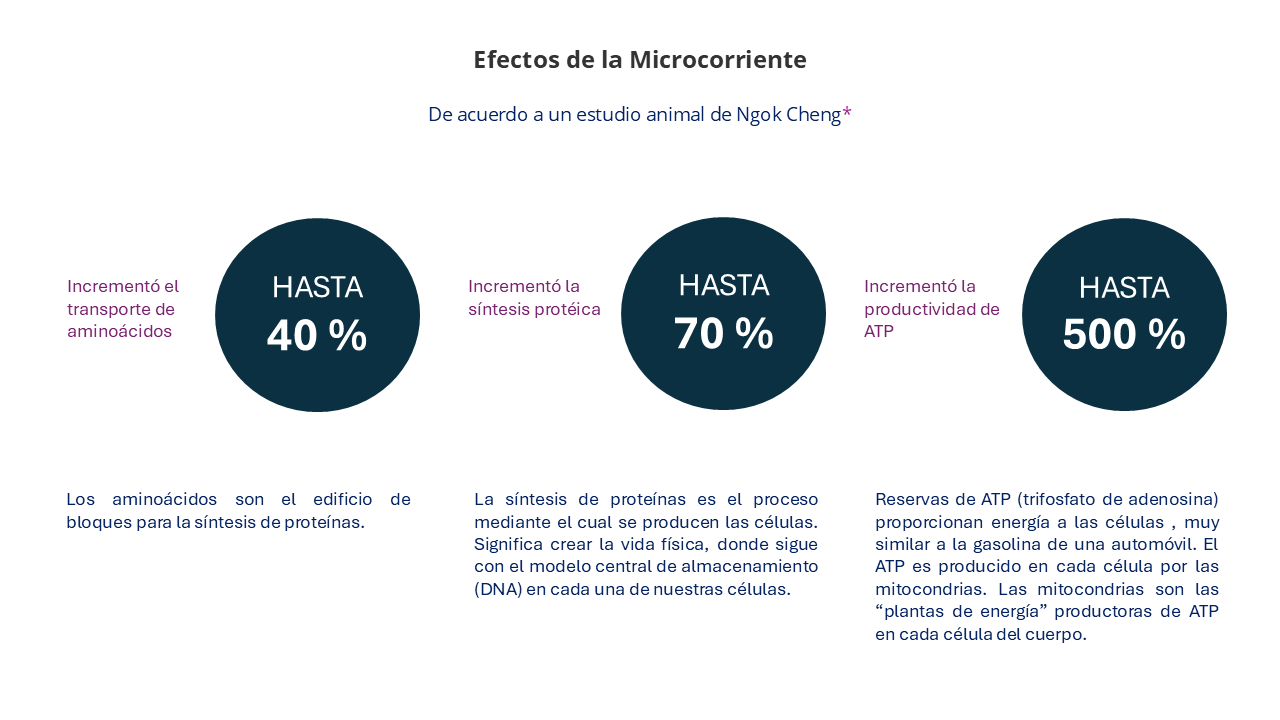 Efectos de la Microcorriente
De acuerdo a un estudio animal de Ngok Cheng*
Incrementó el
transporte de
aminoácidos
HASTA
40 %
Incrementó la
síntesis protéica
HASTA
70 %
Incrementó la
productividad de
ATP
HASTA
500 %
Los aminoácidos son el edificio de
bloques para la síntesis de proteínas.
La síntesis de proteínas es el proceso
mediante el cual se producen las células.
Significa crear la vida física, donde sigue
con el modelo central de almacenamiento
(DNA) en cada una de nuestras células.
Reservas de ATP (trifosfato de adenosina)
proporcionan energía a las células , muy
similar a la gasolina de una automóvil. El
ATP es producido en cada célula por las
mitocondrias. Las mitocondrias son las
“plantas de energía” productoras de ATP
en cada célula del cuerpo.